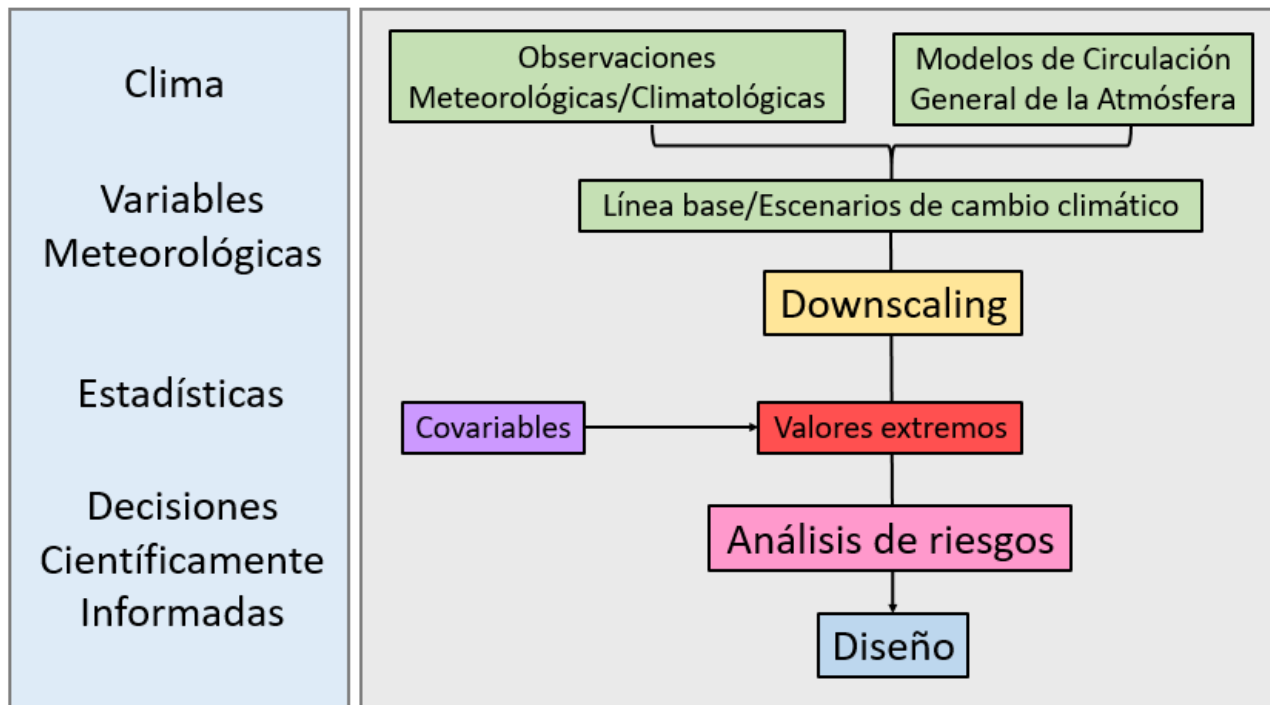 Clima
Variables
Meteorológicas
Estadísticas
Decisiones
Científicamente
Informadas
Observaciones
Meteorológicas/Climatológicas
Modelos de Circulación
General de la Atmósfera
Línea base/Escenarios de cambio climático
Downscaling
Covariables
Valores extremos
Análisis de riesgos
Diseño